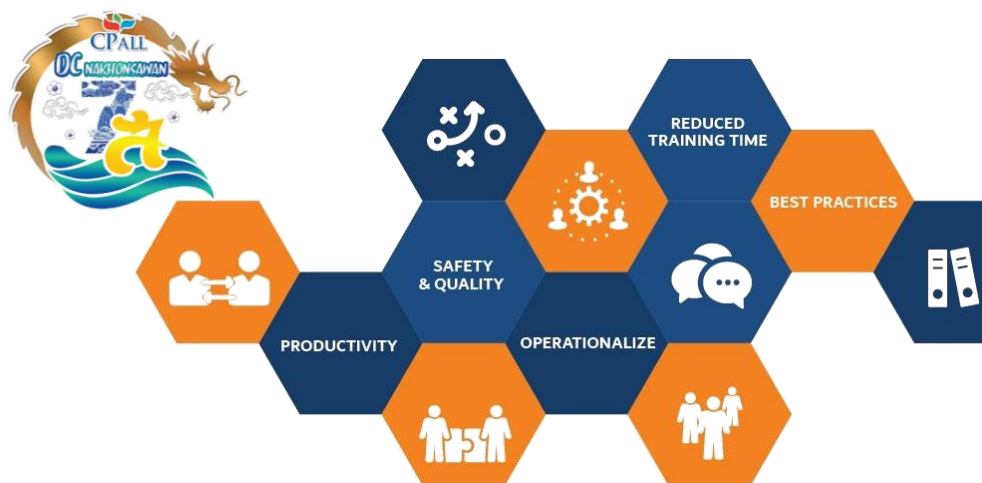 CPALL
DC NAKHONSAWAN
7ส
REDUCED
TRAINING TIME
BEST PRACTICES
SAFETY
& QUALITY
PRODUCTIVITY
OPERATIONALIZE